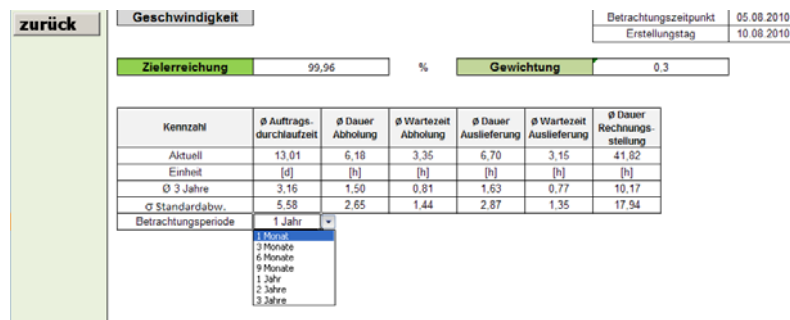 zurück
Geschwindigkeit
Betrachtungszeitpunkt 05.08.2010
Erstellungstag 10.08.2010
Zielerreichung 99,96 % Gewichtung 0,3
Kennzahl Ø Auftrags-durchlaufzeit Ø Dauer Abholung Ø Wartezeit Abholung Ø Dauer Auslieferung Ø Wartezeit Auslieferung Ø Dauer Rechnungs-stellung
Aktuell 13,01 6,18 3,35 6,70 3,15 41,82
Einheit [d] [h] [h] [h] [h] [h]
Ø 3 Jahre 3,16 1,50 0,81 1,63 0,77 10,17
σ Standardabw. 5,58 2,65 1,44 2,87 1,35 17,94
Betrachtungsperiode 1 Jahr
1 Monat
3 Monate
6 Monate
9 Monate
1 Jahr
2 Jahre
3 Jahre